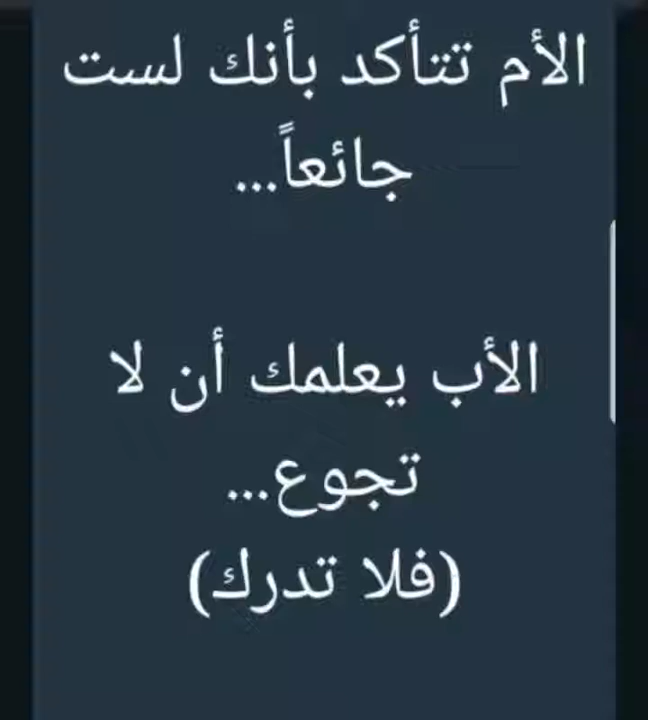 الأم تتأكد بأنك لست
جائعاً...
الأب يعلمك أن لا
تجوع...
(فلا تدرك)